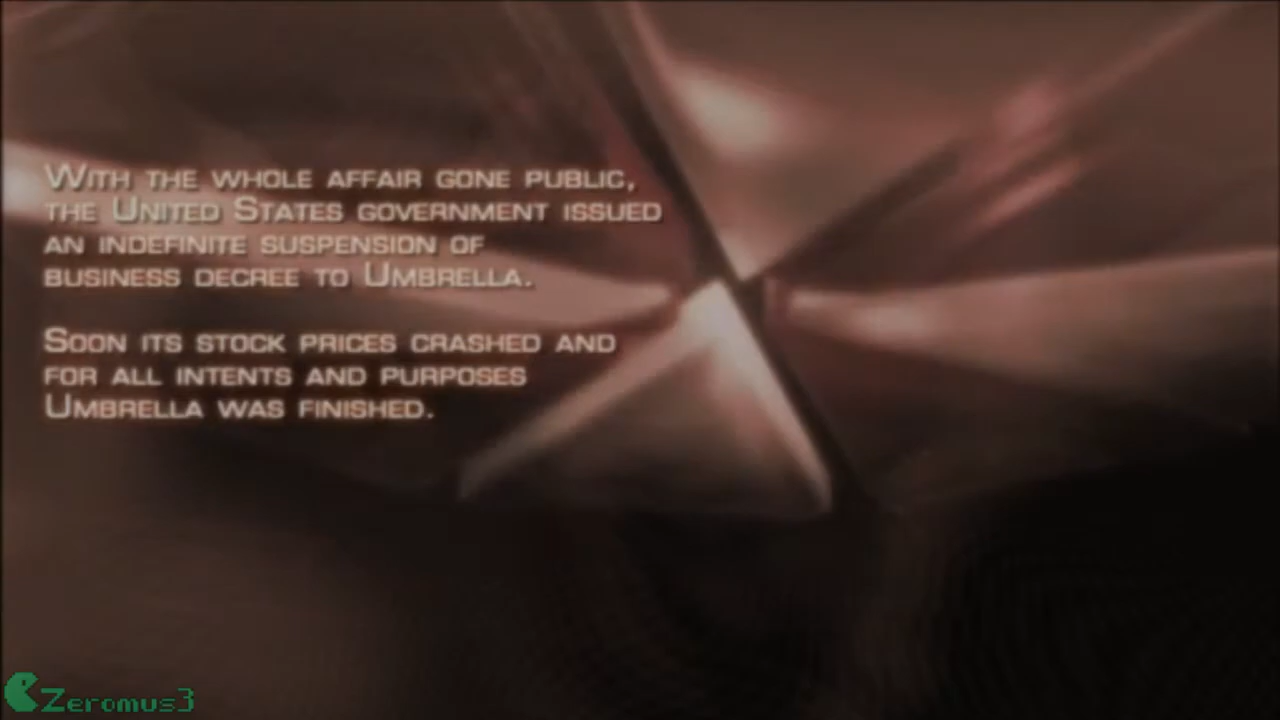 With the whole affair gone public,
the United States government issued
an indefinite suspension of
business decree to Umbrella.
Soon its stock prices crashed and
for all intents and purposes
Umbrella was finished.
Zeromus3